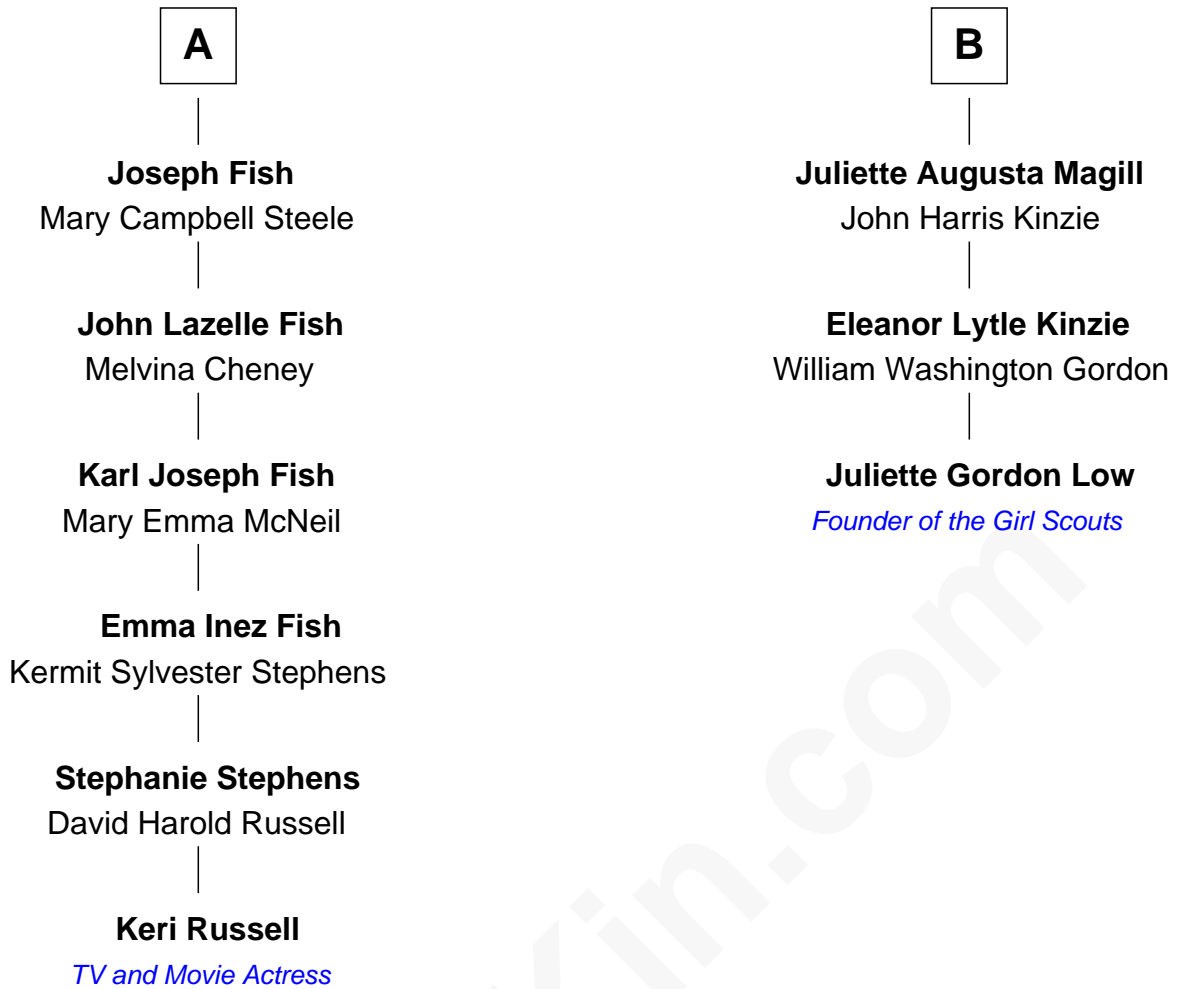 A
Joseph Fish
Mary Campbell Steele
John Lazelle Fish
Melvina Cheney
Karl Joseph Fish
Mary Emma McNeil
Emma Inez Fish
Kermit Sylvester Stephens
Stephanie Stephens
David Harold Russell
Keri Russell
TV and Movie Actress
B
Juliette Augusta Magill
John Harris Kinzie
Eleanor Lytle Kinzie
William Washington Gordon
Juliette Gordon Low
Founder of the Girl Scouts